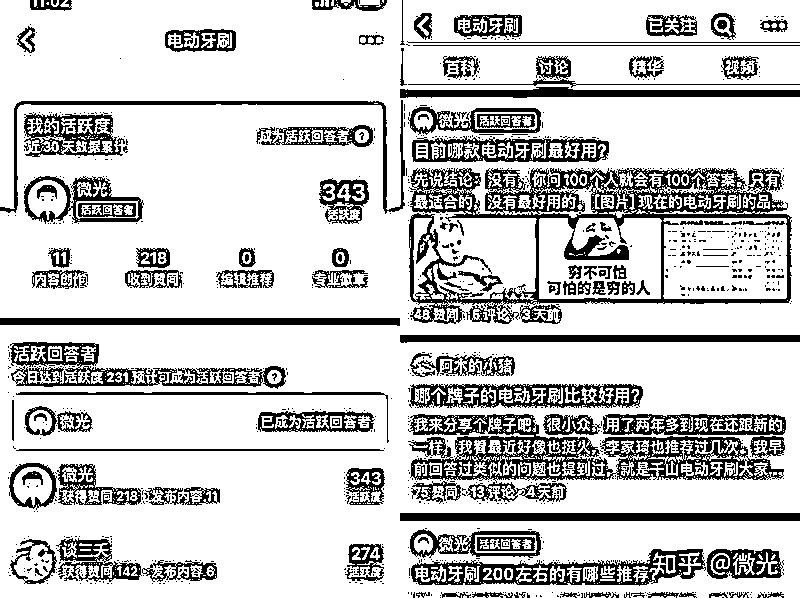 11:02
电动牙刷
我的活跃度
近 30 天数据累计
成为活跃回答者 ?
微光
活跃回答者
343
活跃度
11
218
0
0
内容创作
收到赞同
编辑推荐
专业徽章
活跃回答者
今日达到活跃度 231 预计可成为活跃回答者 ?
微光
已成为活跃回答者
微光
获得赞同 218 · 发布内容 11
343
活跃度
谈三天
获得赞同 142 · 发布内容 6
274
活跃度
电动牙刷
已关注
百科
讨论
精华
视频
微光 活跃回答者
目前哪款电动牙刷最好用?
先说结论:没有,你问100个人就会有100个答案,只有
最适合的,没有最好用的,[图片] 现在的电动牙刷的品...
穷不可怕
可怕的是穷的人
48 赞同 · 6 评论 · 3 天前
阿木的小猪
哪个牌子的电动牙刷比较好用?
我来分享个牌子吧,很小众,用了两年多到现在还跟新的
一样,我看最近好像也挺火,李家琦也推荐过几次,我早
前回答过类似的问题也提到过,就是千山电动牙刷大家...
75 赞同 · 13 评论 · 4 天前
微光 活跃回答者
电动牙刷 200 左右的有哪些推荐?
知乎 @微光